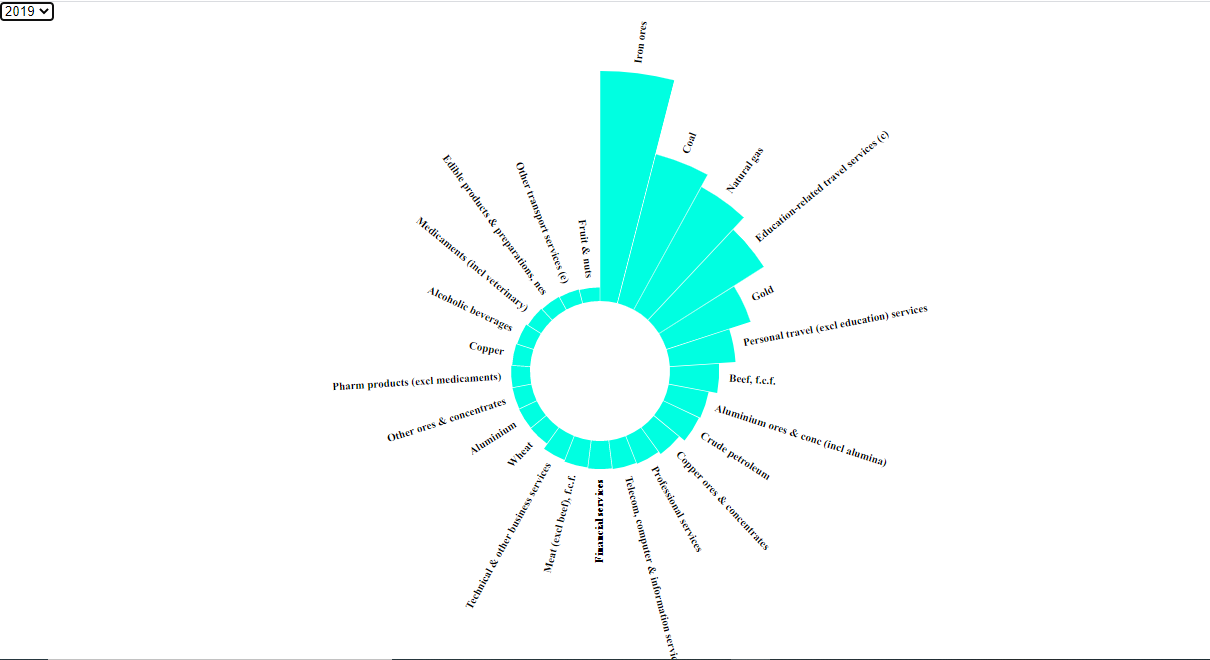 2019
Iron ores
Coal
Natural gas
Education-related travel services (c)
Gold
Personal travel (excl education) services
Beef, f.c.f.
Aluminium ores & conc (incl alumina)
Crude petroleum
Copper ores & concentrates
Professional services
Telecom, computer & information servic
Financial services
Meat (excl beef), f.c.f.
Technical & other business services
Wheat
Aluminium
Other ores & concentrates
Pharm products (excl medicaments)
Copper
Alcoholic beverages
Medicaments (incl veterinary)
Edible products & preparations, nes
Other transport services (e)
Fruit & nuts